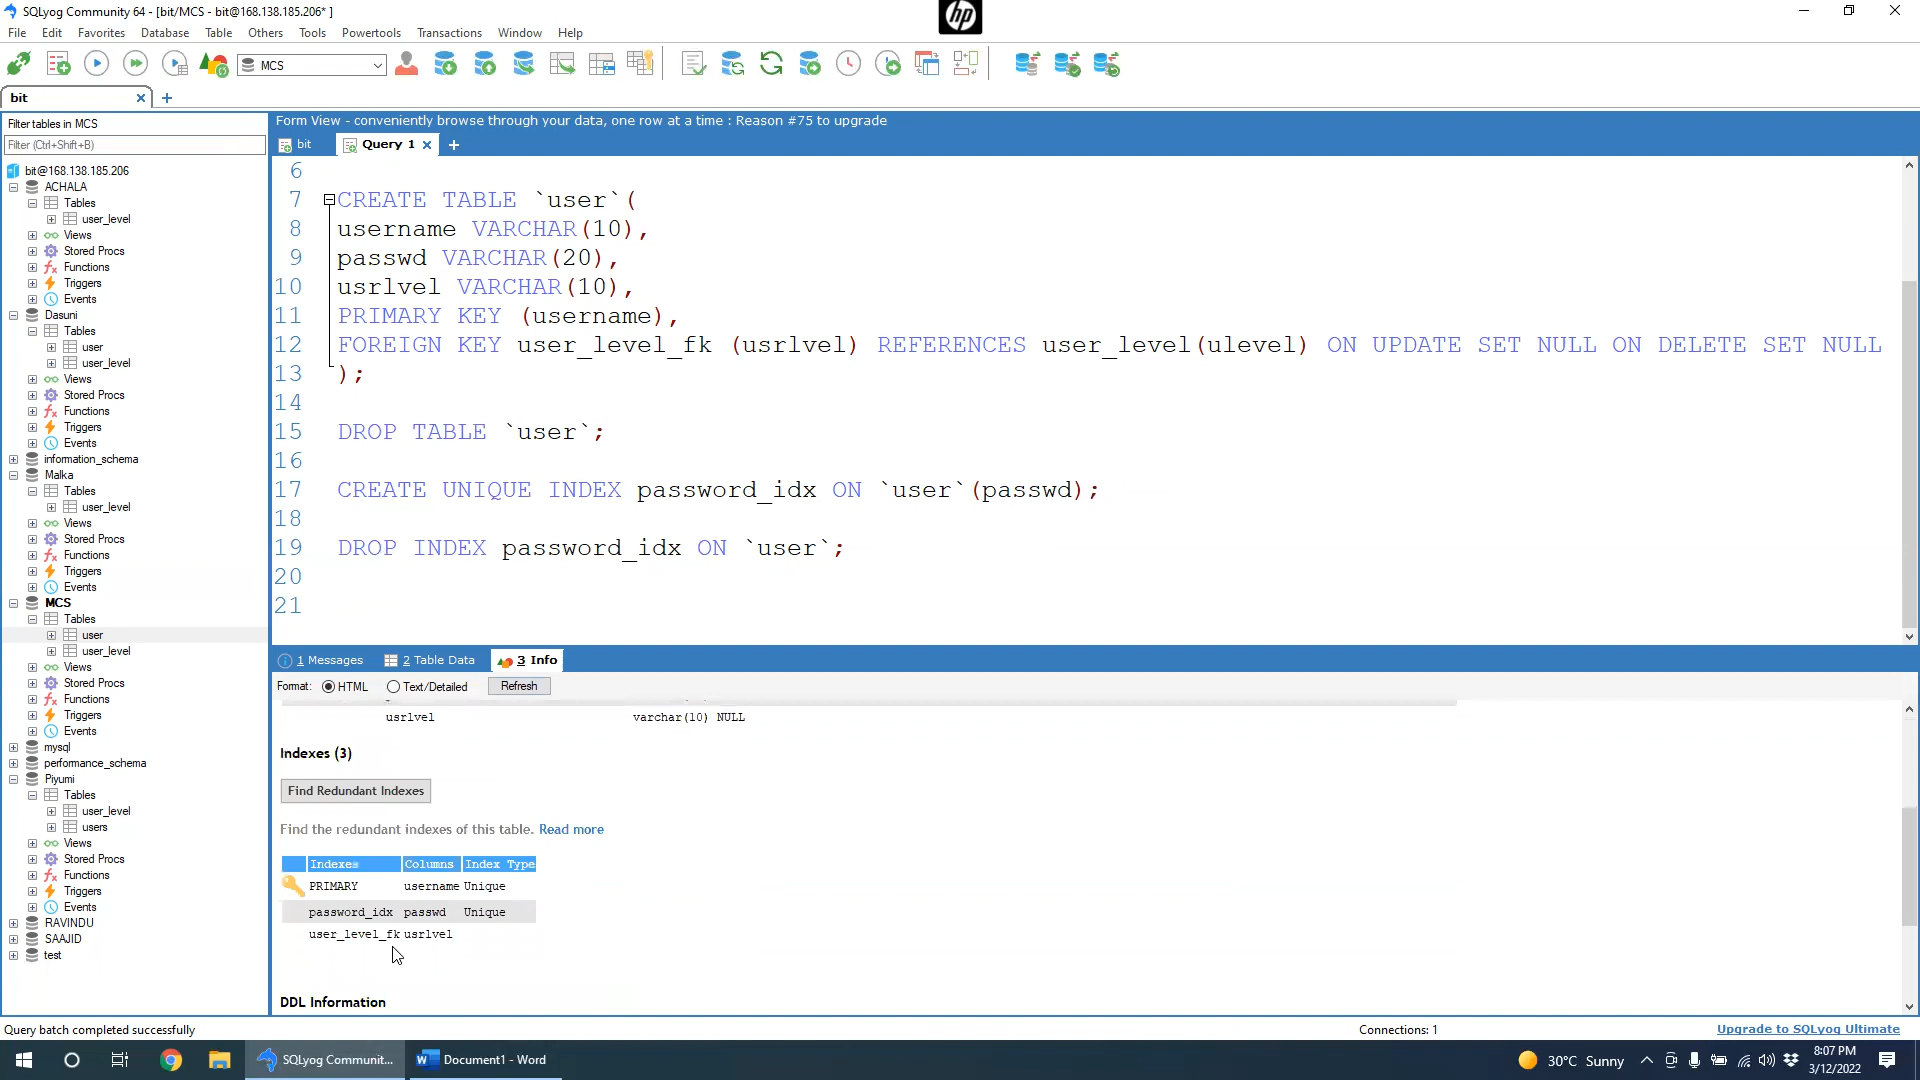 SQLyog Community 64 - [bit/MCS - bit@168.138.185.206* ]
hp
File Edit Favorites Database Table Others Tools Powertools Transactions Window Help
MCS
bit
Filter tables in MCS
Filter (Ctrl+Shift+B)
bit@168.138.185.206
ACHALA
Tables
user_level
Views
Stored Procs
Functions
Triggers
Events
Dasuni
Tables
user
user_level
Views
Stored Procs
Functions
Triggers
Events
information_schema
Malka
Tables
user_level
Views
Stored Procs
Functions
Triggers
Events
MCS
Tables
user
user_level
Views
Stored Procs
Functions
Triggers
Events
mysql
performance_schema
Piyumi
Tables
user_level
users
Views
Stored Procs
Functions
Triggers
Events
RAVINDU
SAAJID
test
Form View - conveniently browse through your data, one row at a time : Reason #75 to upgrade
bit Query 1
6
7 CREATE TABLE `user`(
8 username VARCHAR(10),
9 passwd VARCHAR(20),
10 usrlvel VARCHAR(10),
11 PRIMARY KEY (username),
12 FOREIGN KEY user_level_fk (usrlvel) REFERENCES user_level(ulevel) ON UPDATE SET NULL ON DELETE SET NULL
13 );
14
15 DROP TABLE `user`;
16
17 CREATE UNIQUE INDEX password_idx ON `user`(passwd);
18
19 DROP INDEX password_idx ON `user`;
20
21
1 Messages 2 Table Data 3 Info
Format: HTML Text/Detailed Refresh
usrlvel varchar(10) NULL
Indexes (3)
Find Redundant Indexes
Find the redundant indexes of this table. Read more
Indexes Columns Index Type
PRIMARY username Unique
password_idx passwd Unique
user_level_fk usrlvel
DDL Information
Query batch completed successfully Connections: 1 Upgrade to SQLyog Ultimate
SQLyog Communit... Document1 - Word 30°C Sunny 8:07 PM
3/12/2022